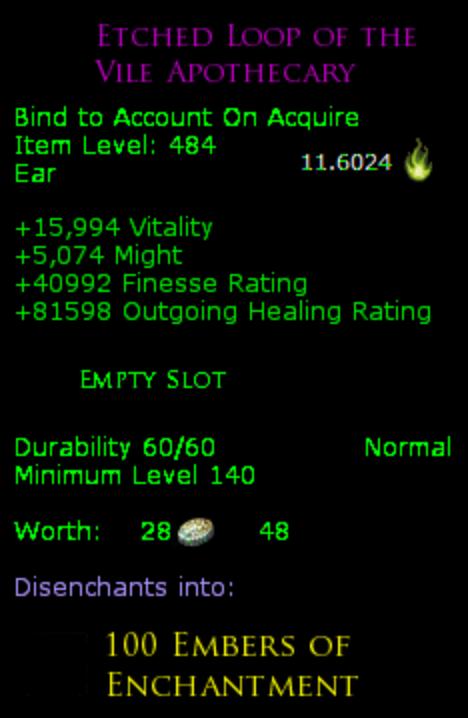 Etched Loop of the
Vile Apothecary
Bind to Account On Acquire
Item Level: 484
11.6024
Ear
+15,994 Vitality
+5,074 Might
+40992 Finesse Rating
+81598 Outgoing Healing Rating
Empty Slot
Durability 60/60 Normal
Minimum Level 140
Worth: 28 48
Disenchants into:
100 Embers of
Enchantment